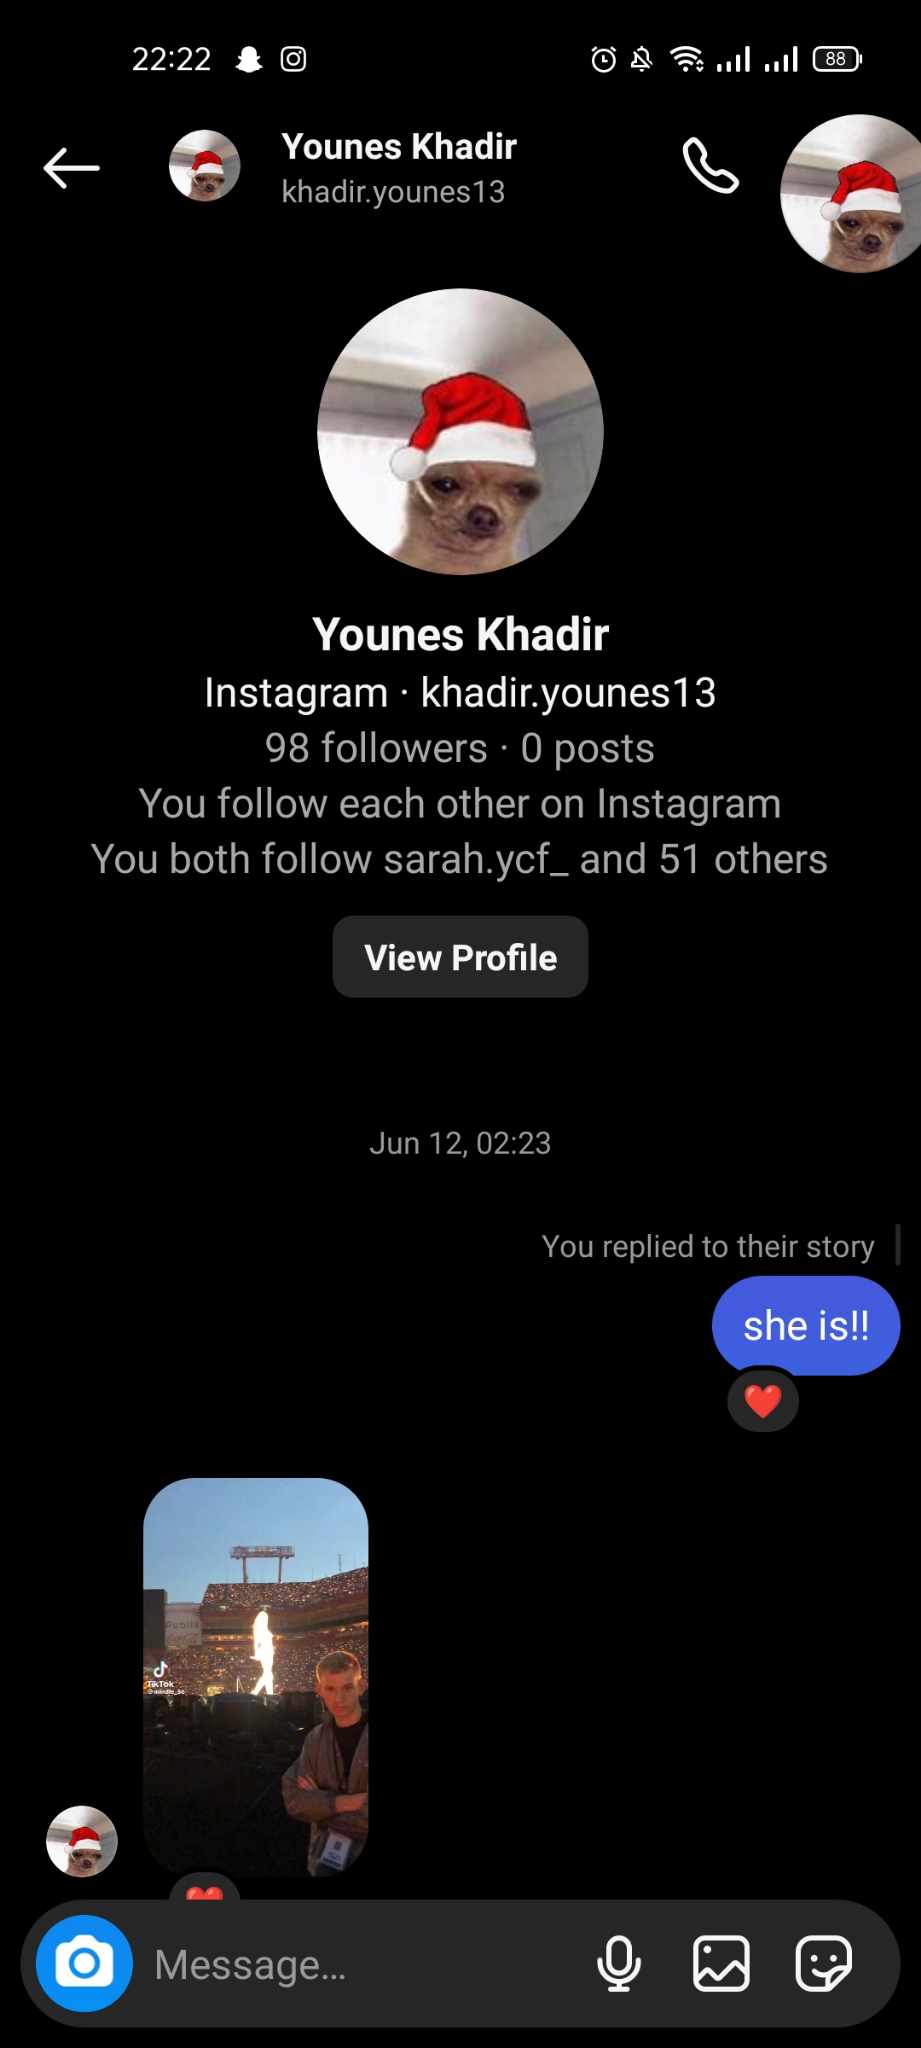 22:22
88
Younes Khadir
khadir.younes13
Younes Khadir
Instagram · khadir.younes13
98 followers · 0 posts
You follow each other on Instagram
You both follow sarah.ycf_ and 51 others
View Profile
Jun 12, 02:23
You replied to their story
she is!!
Publix
TikTok
Message...